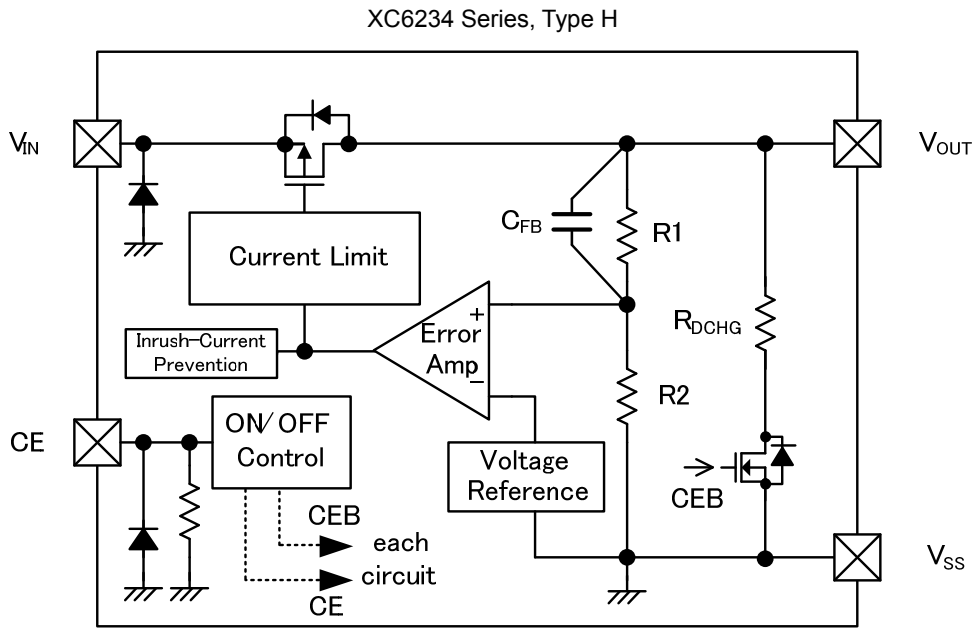 XC6234 Series, Type H
VIN
VOUT
CFB
R1
Current Limit
RDCHG
+
Error
Amp
−
Inrush-Current
Prevention
R2
CE
ON/OFF
Control
Voltage
Reference
CEB
CEB
each
circuit
CE
VSS